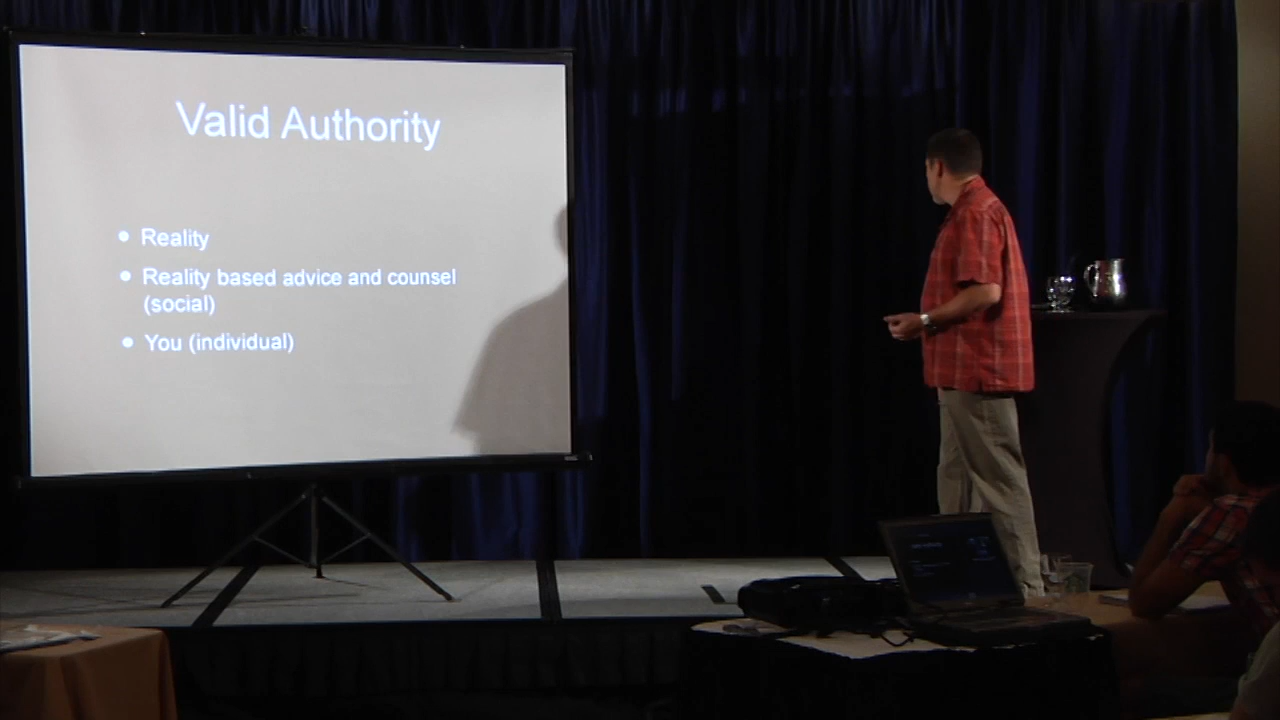 Valid Authority
• Reality
• Reality based advice and counsel
(social)
• You (individual)